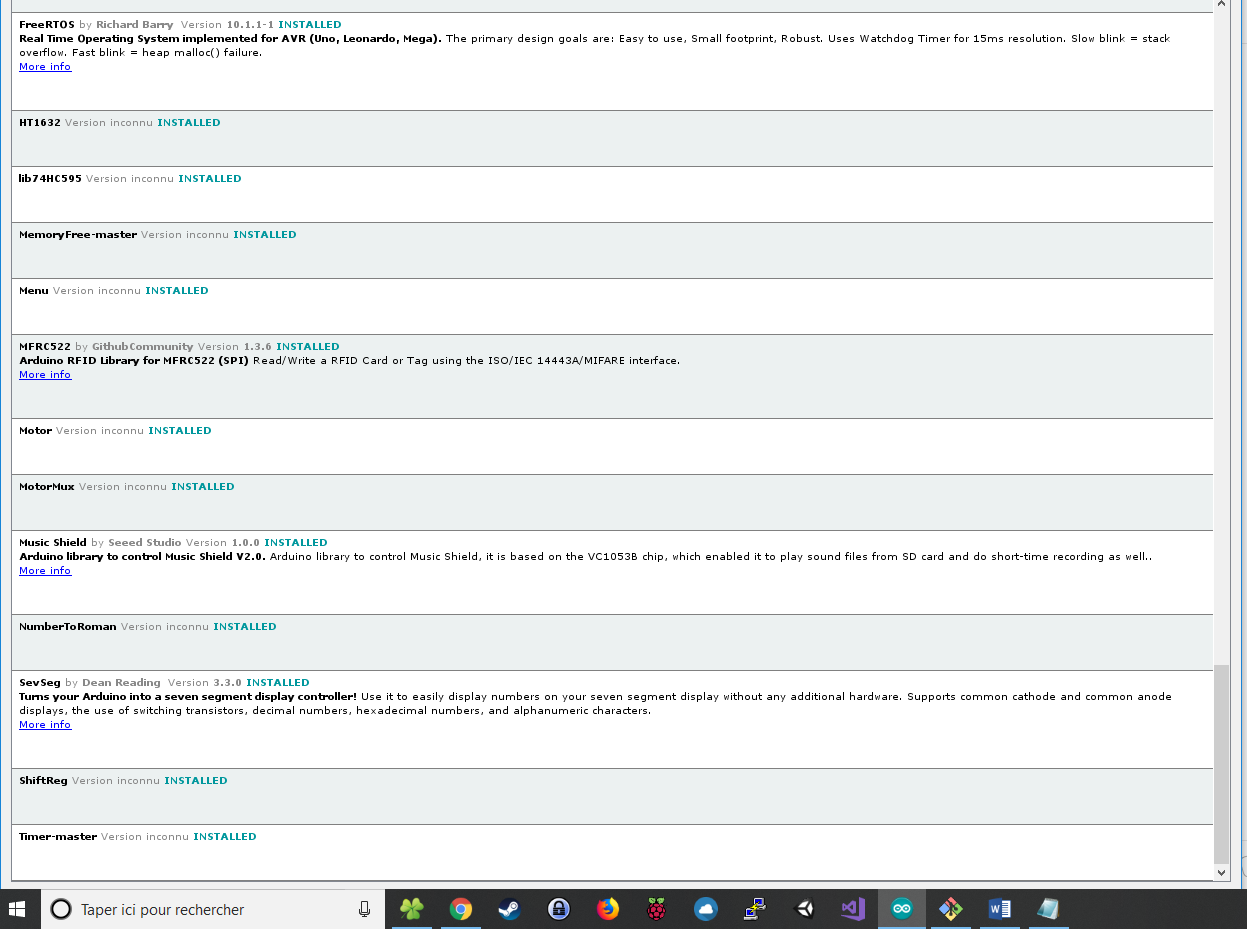 FreeRTOS by Richard Barry Version 10.1.1-1 INSTALLED
Real Time Operating System implemented for AVR (Uno, Leonardo, Mega). The primary design goals are: Easy to use, Small footprint, Robust. Uses Watchdog Timer for 15ms resolution. Slow blink = stack
overflow. Fast blink = heap malloc() failure.
More info
HT1632 Version inconnu INSTALLED
lib74HC595 Version inconnu INSTALLED
MemoryFree-master Version inconnu INSTALLED
Menu Version inconnu INSTALLED
MFRC522 by GithubCommunity Version 1.3.6 INSTALLED
Arduino RFID Library for MFRC522 (SPI) Read/Write a RFID Card or Tag using the ISO/IEC 14443A/MIFARE interface.
More info
Motor Version inconnu INSTALLED
MotorMux Version inconnu INSTALLED
Music Shield by Seeed Studio Version 1.0.0 INSTALLED
Arduino library to control Music Shield V2.0. Arduino library to control Music Shield, it is based on the VC1053B chip, which enabled it to play sound files from SD card and do short-time recording as well..
More info
NumberToRoman Version inconnu INSTALLED
SevSeg by Dean Reading Version 3.3.0 INSTALLED
Turns your Arduino into a seven segment display controller! Use it to easily display numbers on your seven segment display without any additional hardware. Supports common cathode and common anode
displays, the use of switching transistors, decimal numbers, hexadecimal numbers, and alphanumeric characters.
More info
ShiftReg Version inconnu INSTALLED
Timer-master Version inconnu INSTALLED
Taper ici pour rechercher